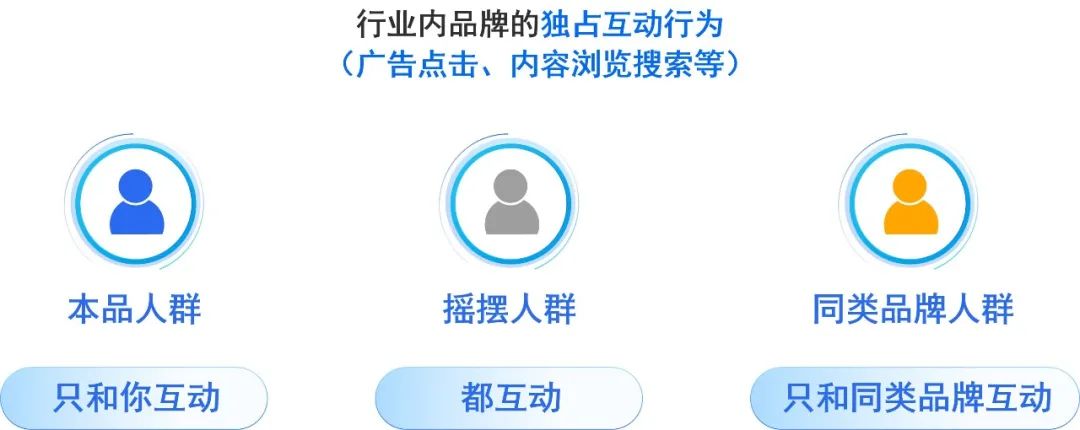 行业内品牌的独占互动行为
（广告点击、内容浏览搜索等）
本品人群
摇摆人群
同类品牌人群
只和你互动
都互动
只和同类品牌互动